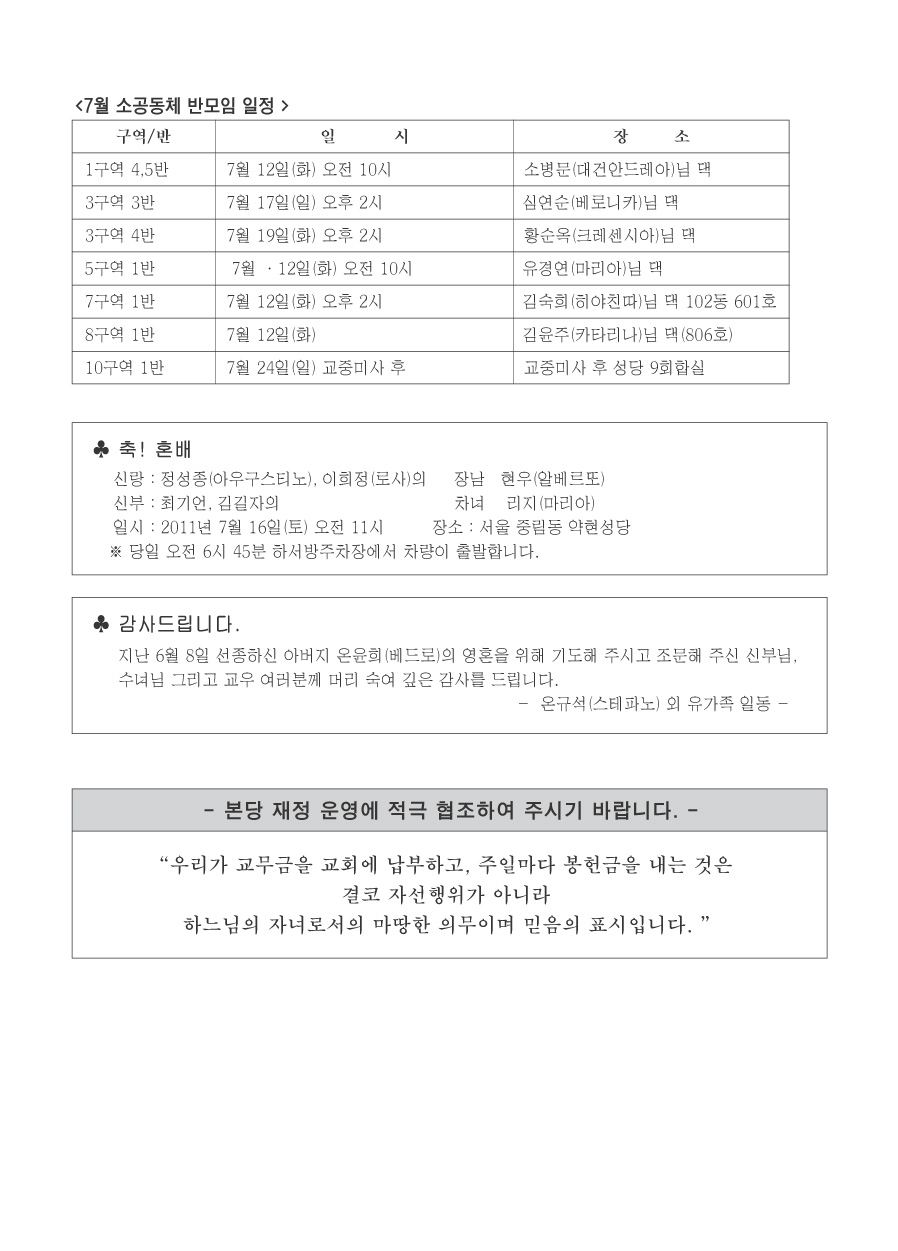 <7월 소공동체 반모임 일정 >
구역/반 일 시 장 소
1구역 4,5반 7월 12일(화) 오전 10시 소병문(대건안드레아)님 댁
3구역 3반 7월 17일(일) 오후 2시 심연순(베로니카)님 댁
3구역 4반 7월 19일(화) 오후 2시 황순옥(크레센시아)님 댁
5구역 1반 7월 · 12일(화) 오전 10시 유경연(마리아)님 댁
7구역 1반 7월 12일(화) 오후 2시 김숙희(히야친따)님 댁 102동 601호
8구역 1반 7월 12일(화) 김윤주(카타리나)님 댁(806호)
10구역 1반 7월 24일(일) 교중미사 후 교중미사 후 성당 9회합실
♣ 축! 혼배
신랑 : 정성종(아우구스티노), 이희정(로사)의 장남 현우(알베르또)
신부 : 최기언, 김길자의 차녀 리지(마리아)
일시 : 2011년 7월 16일(토) 오전 11시 장소 : 서울 중림동 약현성당
※ 당일 오전 6시 45분 하서방주차장에서 차량이 출발합니다.
♣ 감사드립니다.
지난 6월 8일 선종하신 아버지 온윤희(베드로)의 영혼을 위해 기도해 주시고 조문해 주신 신부님,
수녀님 그리고 교우 여러분께 머리 숙여 깊은 감사를 드립니다.
- 온규석(스테파노) 외 유가족 일동 -
- 본당 재정 운영에 적극 협조하여 주시기 바랍니다. -
“우리가 교무금을 교회에 납부하고, 주일마다 봉헌금을 내는 것은
결코 자선행위가 아니라
하느님의 자녀로서의 마땅한 의무이며 믿음의 표시입니다. ”